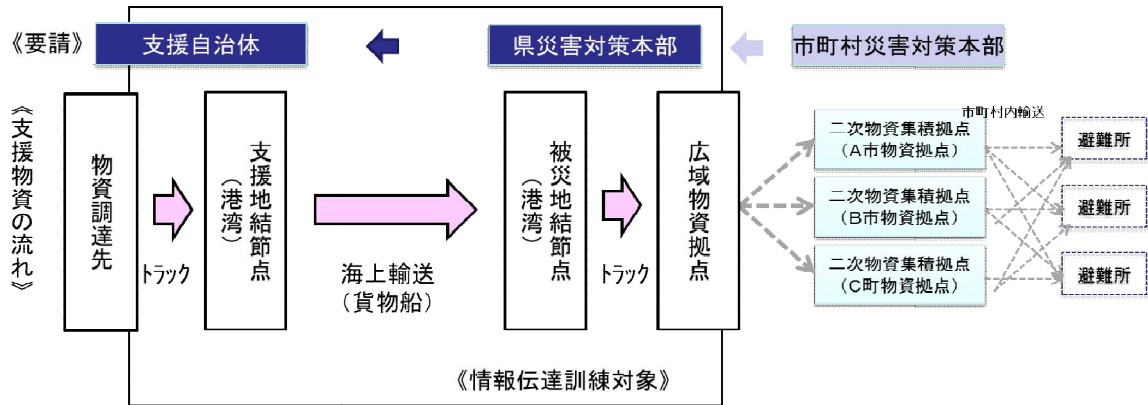 《要請》
支援自治体
県災害対策本部
市町村災害対策本部
《支援物資の流れ》
物資調達先
トラック
支援地結節点
(港湾)
海上輸送
(貨物船)
被災地結節点
(港湾)
トラック
広域物資拠点
市町村内輸送
二次物資集積拠点
(A市物資拠点)
二次物資集積拠点
(B市物資拠点)
二次物資集積拠点
(C町物資拠点)
避難所
避難所
避難所
《情報伝達訓練対象》